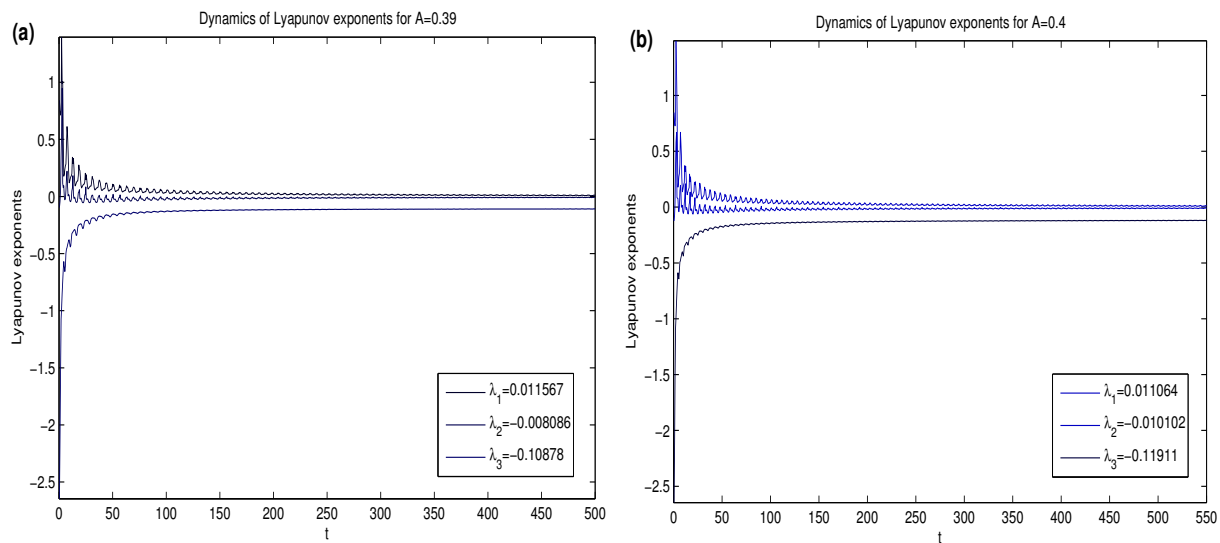 (a)
Dynamics of Lyapunov exponents for A=0.39
1
0.5
0
−0.5
−1
−1.5
−2
−2.5
Lyapunov exponents
0 50 100 150 200 250 300 350 400 450 500
t
λ1=0.011567
λ2=−0.008086
λ3=−0.10878
(b)
Dynamics of Lyapunov exponents for A=0.4
1
0.5
0
−0.5
−1
−1.5
−2
−2.5
Lyapunov exponents
0 50 100 150 200 250 300 350 400 450 500 550
t
λ1=0.011064
λ2=−0.010102
λ3=−0.11911